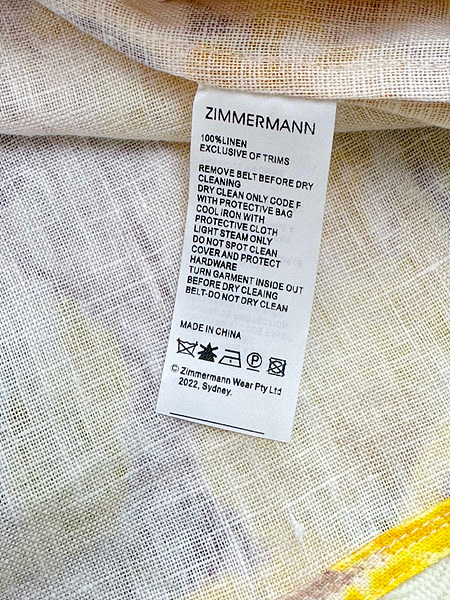 ZIMMERMANN
100%LINEN
EXCLUSIVE OF TRIMS
REMOVE BELT BEFORE DRY
CLEANING
DRY CLEAN ONLY CODE F
WITH PROTECTIVE BAG
COOL IRON WITH
PROTECTIVE CLOTH
LIGHT STEAM ONLY
DO NOT SPOT CLEAN
COVER AND PROTECT
HARDWARE
TURN GARMENT INSIDE OUT
BEFORE DRY CLEAING
BELT-DO NOT DRY CLEAN
MADE IN CHINA
P
© Zimmermann Wear Pty Ltd
2022, Sydney.